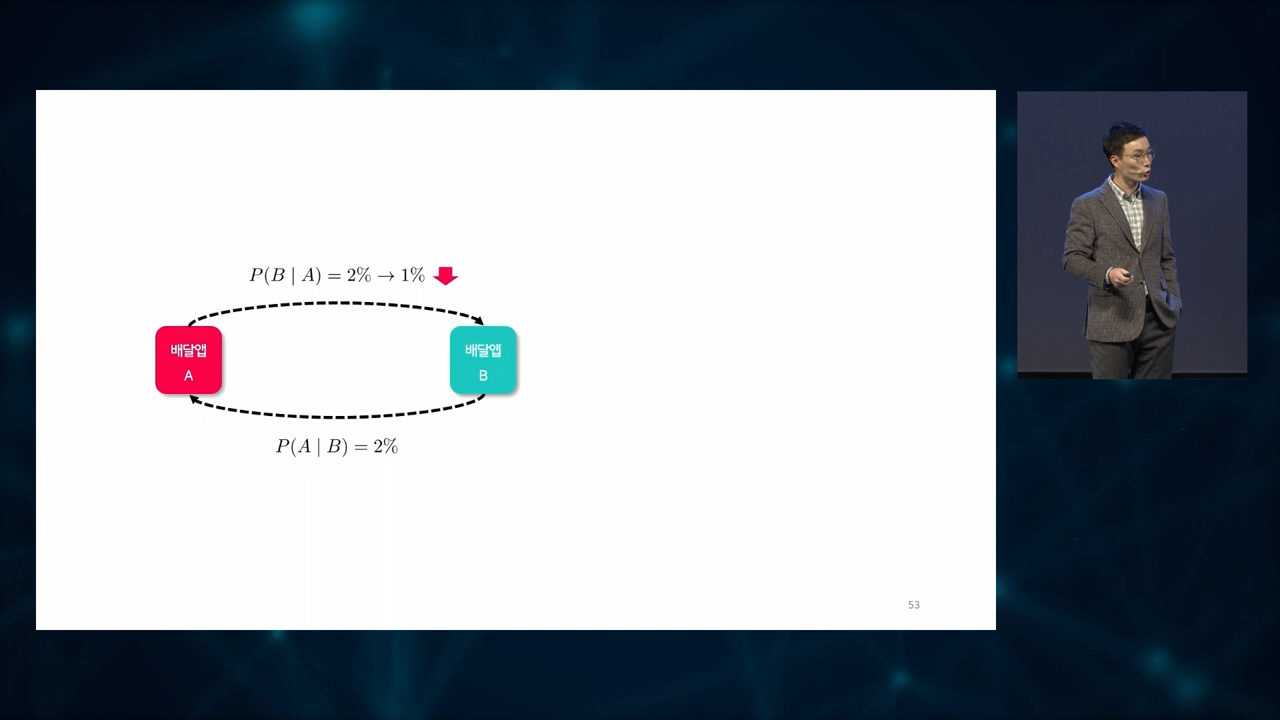 P(B | A) = 2% → 1%
배달앱
A
배달앱
B
P(A | B) = 2%
53